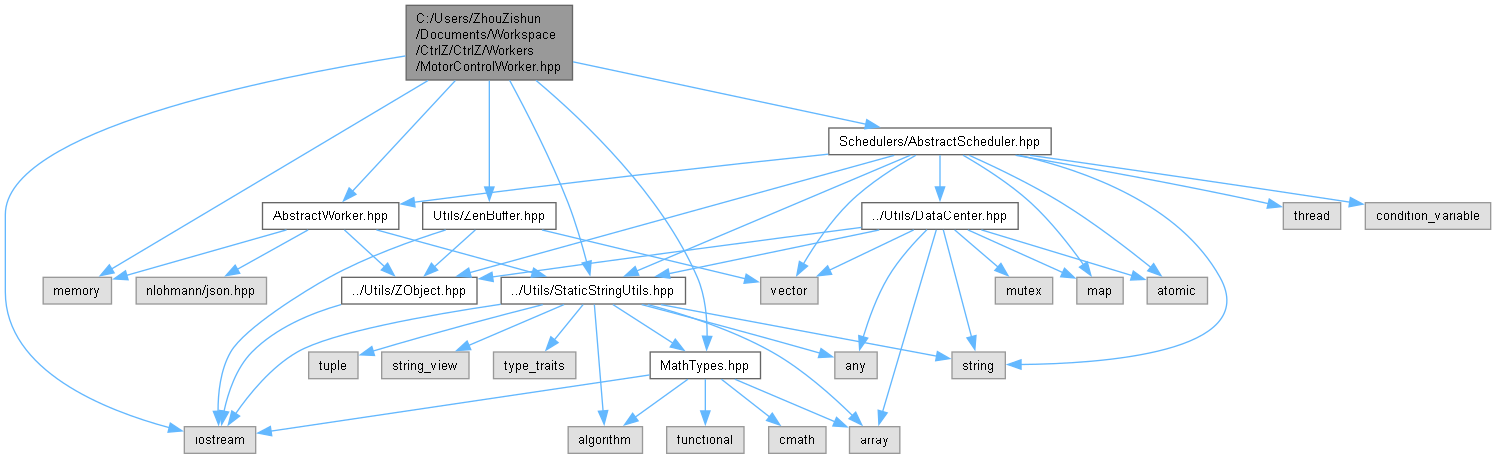 C:/Users/ZhouZishun
/Documents/Workspace
/CtrlZ/CtrlZ/Workers
/MotorControlWorker.hpp
Schedulers/AbstractScheduler.hpp
AbstractWorker.hpp
Utils/ZenBuffer.hpp
../Utils/DataCenter.hpp
thread
condition_variable
memory
nlohmann/json.hpp
../Utils/ZObject.hpp
../Utils/StaticStringUtils.hpp
vector
mutex
map
atomic
tuple
string_view
type_traits
MathTypes.hpp
any
string
iostream
algorithm
functional
cmath
array